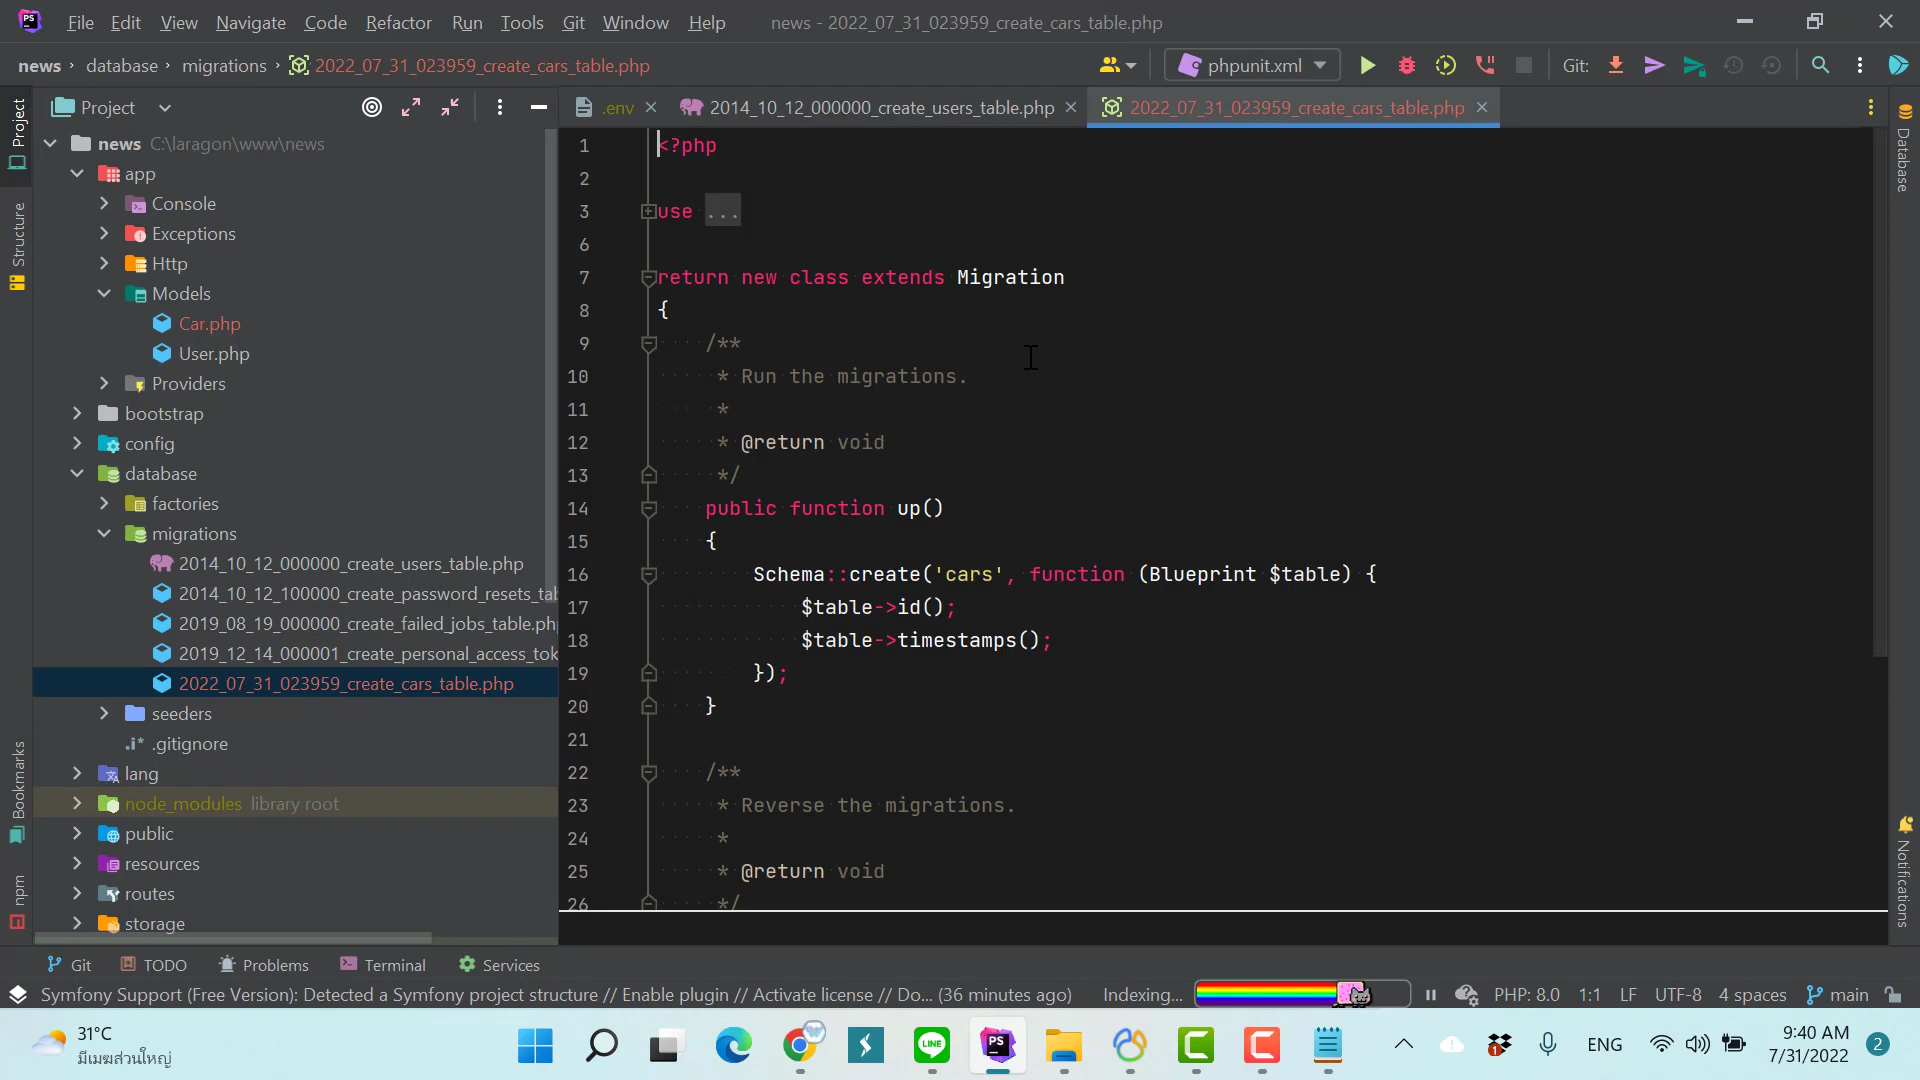 PS File Edit View Navigate Code Refactor Run Tools Git Window Help news - 2022_07_31_023959_create_cars_table.php
news database migrations 2022_07_31_023959_create_cars_table.php phpunit.xml Git:
Project .env 2014_10_12_000000_create_users_table.php 2022_07_31_023959_create_cars_table.php
Project
Structure
Bookmarks
npm
news C:\laragon\www\news
app
Console
Exceptions
Http
Models
Car.php
User.php
Providers
bootstrap
config
database
factories
migrations
2014_10_12_000000_create_users_table.php
2014_10_12_100000_create_password_resets_tab
2019_08_19_000000_create_failed_jobs_table.php
2019_12_14_000001_create_personal_access_tok
2022_07_31_023959_create_cars_table.php
seeders
.gitignore
lang
node_modules library root
public
resources
routes
storage
1 <?php
2
3 use ...
6
7 return new class extends Migration
8 {
9 /**
10 * Run the migrations.
11 *
12 * @return void
13 */
14 public function up()
15 {
16 Schema::create('cars', function (Blueprint $table) {
17 $table->id();
18 $table->timestamps();
19 });
20 }
21
22 /**
23 * Reverse the migrations.
24 *
25 * @return void
26 */
Database
Notifications
Git TODO Problems Terminal Services
Symfony Support (Free Version): Detected a Symfony project structure // Enable plugin // Activate license // Do... (36 minutes ago) Indexing... PHP: 8.0 1:1 LF UTF-8 4 spaces main
31°C
มีเมฆส่วนใหญ่
W S LINE PS C C 1 ENG
9:40 AM
7/31/2022 2